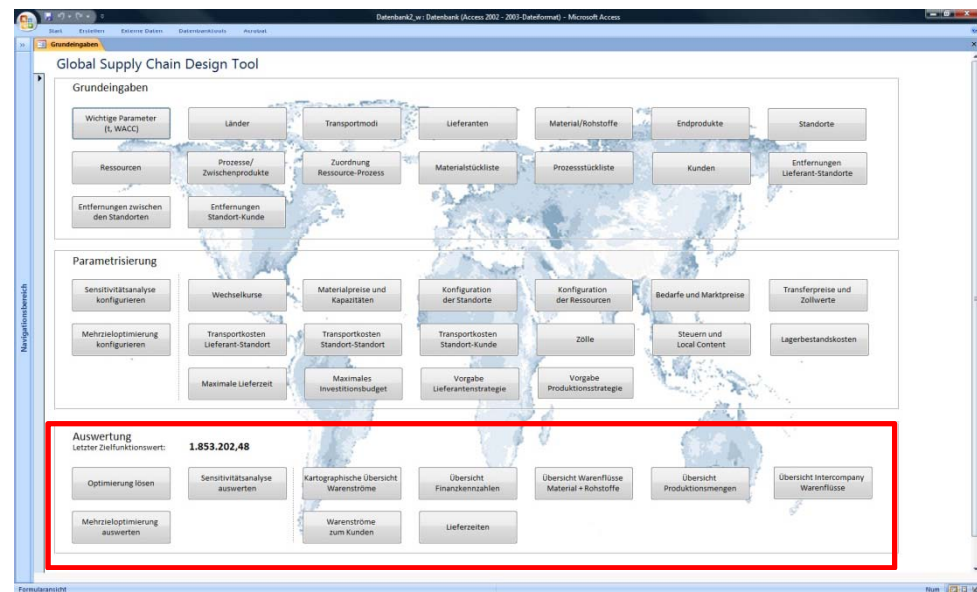 Datenbank2_w : Datenbank (Access 2002 - 2003-Dateiformat) - Microsoft Access
Start Erstellen Externe Daten Datenbanktools Acrobat
Grundeingaben
Global Supply Chain Design Tool
Grundeingaben
Wichtige Parameter
(t, WACC)
Länder
Transportmodi
Lieferanten
Material/Rohstoffe
Endprodukte
Standorte
Ressourcen
Prozesse/
Zwischenprodukte
Zuordnung
Ressource-Prozess
Materialstückliste
Prozessstückliste
Kunden
Entfernungen
Lieferant-Standorte
Entfernungen zwischen
den Standorten
Entfernungen
Standort-Kunde
Navigationsbereich
Parametrisierung
Sensitivitätsanalyse
konfigurieren
Wechselkurse
Materialpreise und
Kapazitäten
Konfiguration
der Standorte
Konfiguration
der Ressourcen
Bedarfe und Marktpreise
Transferpreise und
Zollwerte
Mehrzieloptimierung
konfigurieren
Transportkosten
Lieferant-Standort
Transportkosten
Standort-Standort
Transportkosten
Standort-Kunde
Zölle
Steuern und
Local Content
Lagerbestandskosten
Maximale Lieferzeit
Maximales
Investitionsbudget
Vorgabe
Lieferantenstrategie
Vorgabe
Produktionsstrategie
Auswertung
Letzter Zielfunktionswert: 1.853.202,48
Optimierung lösen
Sensitivitätsanalyse
auswerten
Kartographische Übersicht
Warenströme
Übersicht
Finanzkennzahlen
Übersicht Warenflüsse
Material + Rohstoffe
Übersicht
Produktionsmengen
Übersicht Intercompany
Warenflüsse
Mehrzieloptimierung
auswerten
Warenströme
zum Kunden
Lieferzeiten
Formularansicht
Num